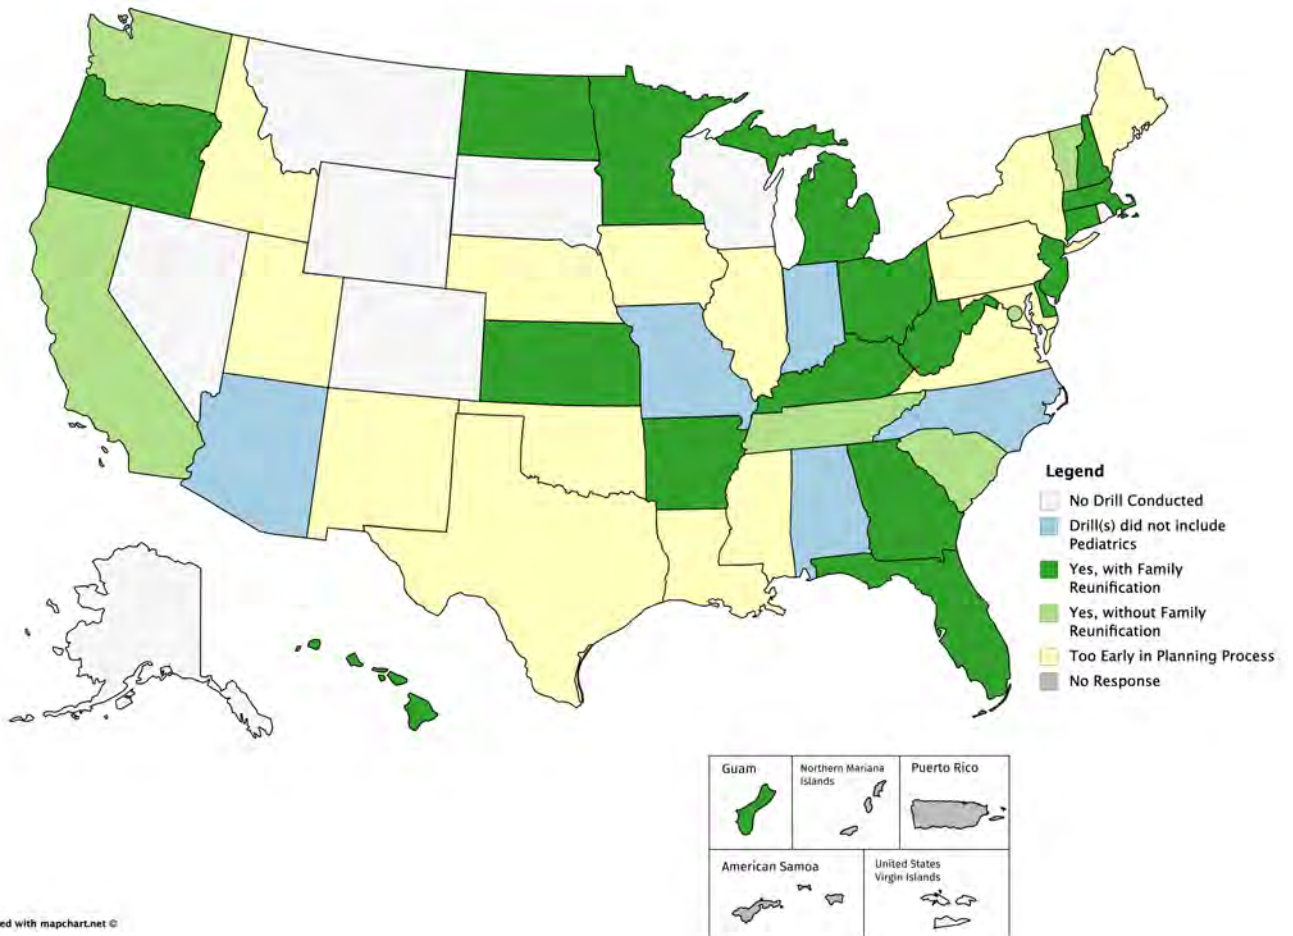 Legend
No Drill Conducted
Drill(s) did not include
Pediatrics
Yes, with Family
Reunification
Yes, without Family
Reunification
Too Early in Planning Process
No Response
Guam
Northern Mariana
Islands
Puerto Rico
American Samoa
United States
Virgin Islands
ed with mapchart.net ©